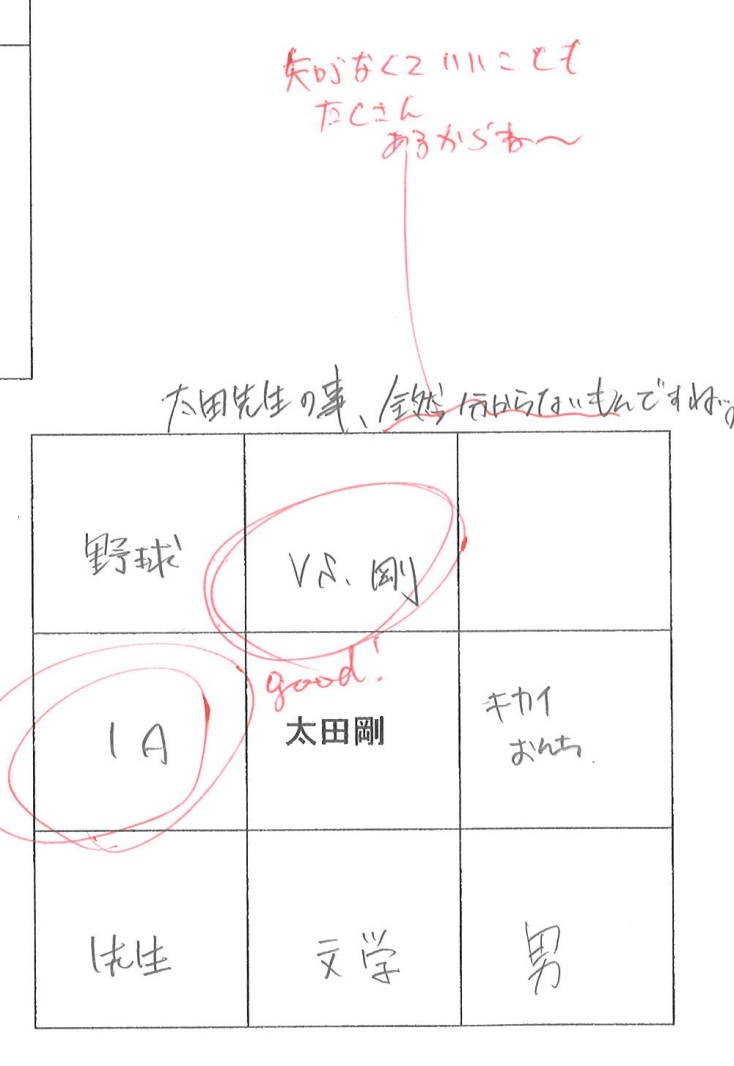 知らなくていいことも
たくさん
あるからね〜
太田先生の事、全然分からないもんですね。
野球
VS. 剛
good!
1A
太田剛
キカイ
おんち.
先生
文学
男